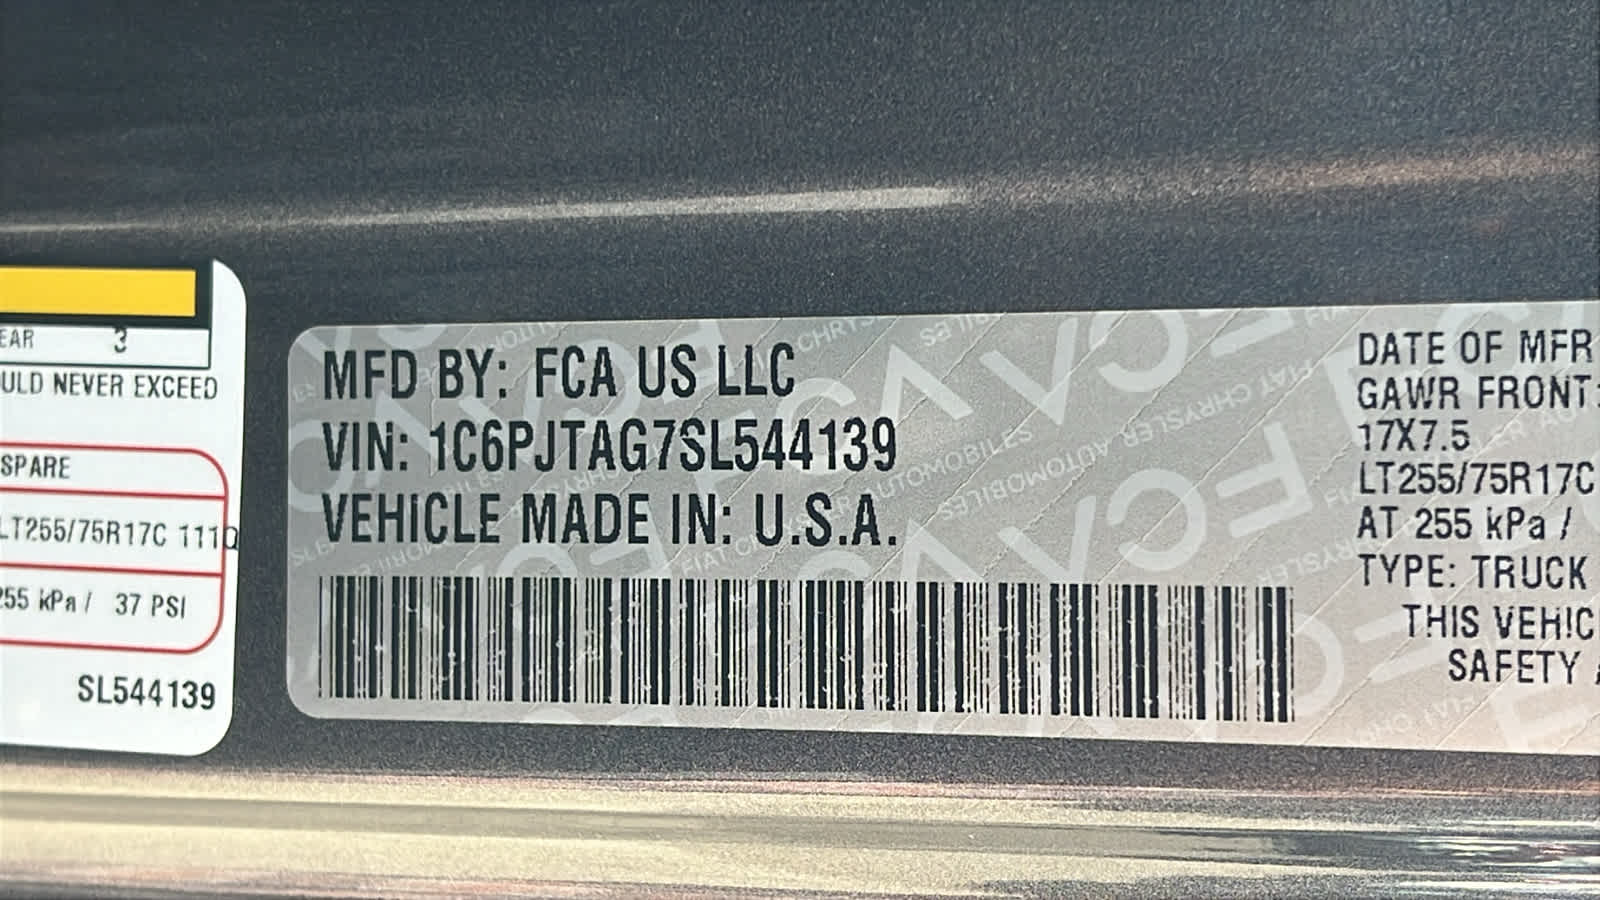 EAR 3
ULD NEVER EXCEED
SPARE
LT255/75R17C 111Q
255 kPa / 37 PSI
SL544139
MFD BY: FCA US LLC
VIN: 1C6PJTAG7SL544139
VEHICLE MADE IN: U.S.A.
DATE OF MFR
GAWR FRONT:
17X7.5
LT255/75R17C
AT 255 kPa /
TYPE: TRUCK
THIS VEHIC
SAFETY